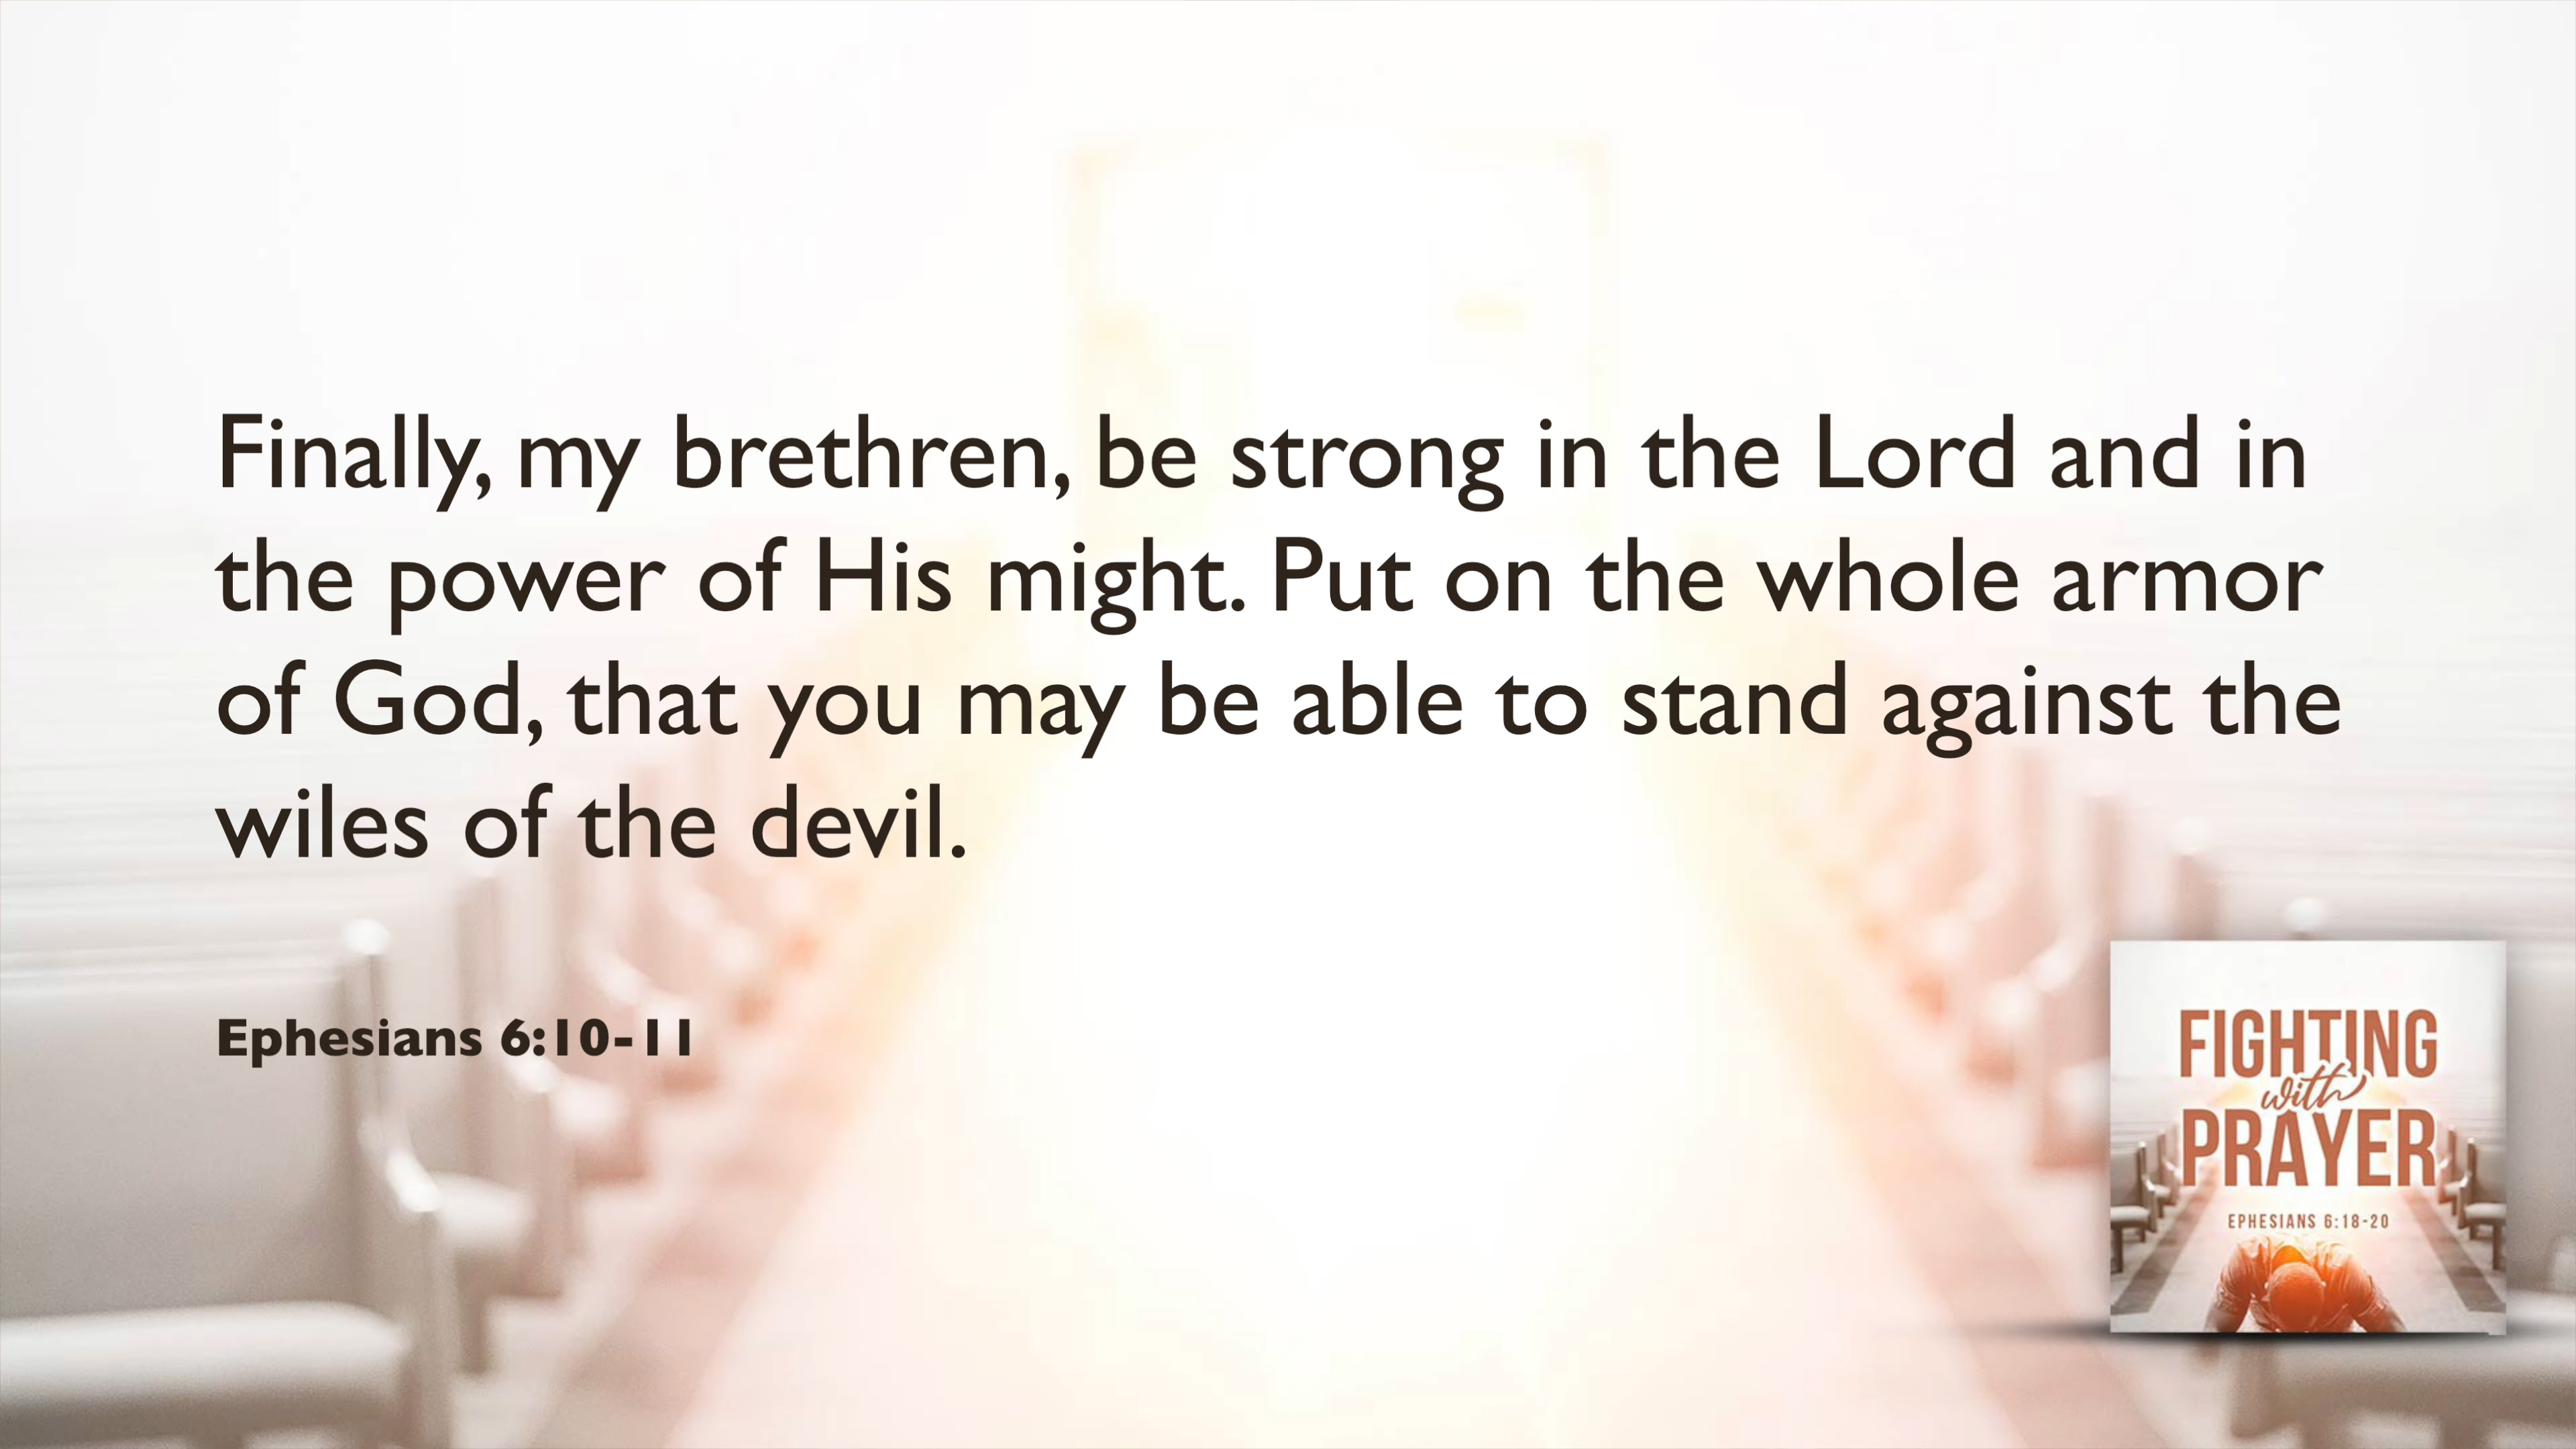 Finally, my brethren, be strong in the Lord and in
the power of His might. Put on the whole armor
of God, that you may be able to stand against the
wiles of the devil.
Ephesians 6:10-11
FIGHTING
with
PRAYER
EPHESIANS 6:18-20